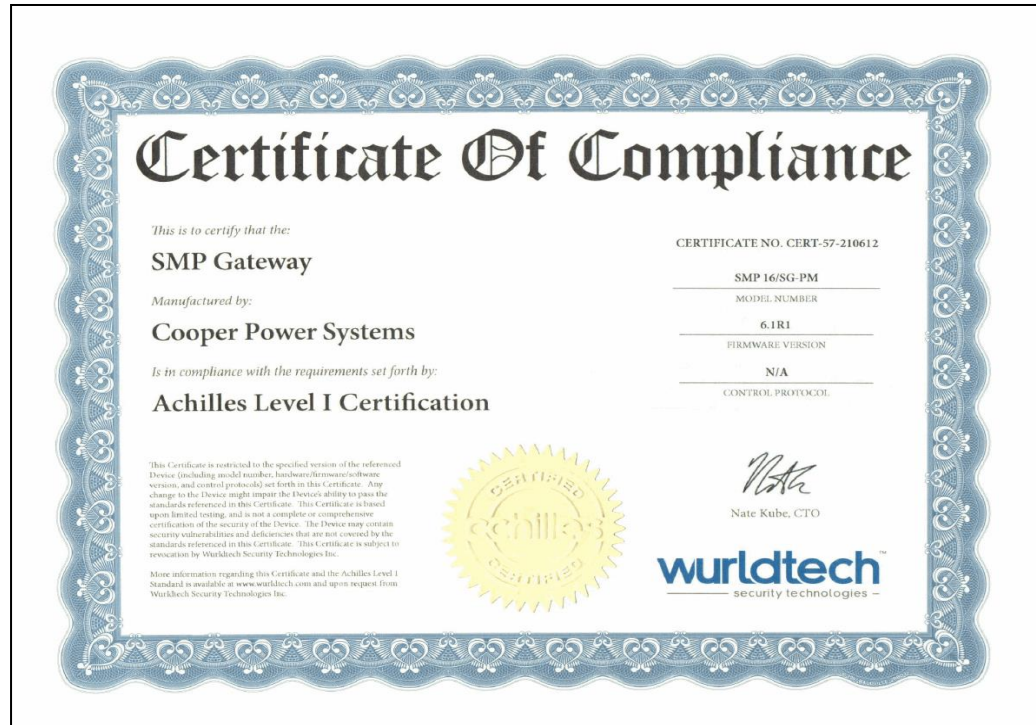 Certificate Of Compliance
This is to certify that the:
SMP Gateway
Manufactured by:
Cooper Power Systems
Is in compliance with the requirements set forth by:
Achilles Level I Certification
CERTIFICATE NO. CERT-57-210612
SMP 16/SG-PM
MODEL NUMBER
6.1R1
FIRMWARE VERSION
N/A
CONTROL PROTOCOL
This Certificate is restricted to the specified version of the referenced
Device (including model number, hardware/firmware/software
version, and control protocols) set forth in this Certificate. Any
change to the Device might impair the Device's ability to pass the
standards referenced in this Certificate. This Certificate is based
upon limited testing, and is not a complete or comprehensive
certification of the security of the Device. The Device may contain
security vulnerabilities and deficiencies that are not covered by the
standards referenced in this Certificate. This Certificate is subject to
revocation by Wurldtech Security Technologies Inc.
More information regarding this Certificate and the Achilles Level 1
Standard is available at www.wurldtech.com and upon request from
Wurldtech Security Technologies Inc.
CERTIFIED
achilles
CERTIFIED
Nate Kube, CTO
wurldtech™
security technologies